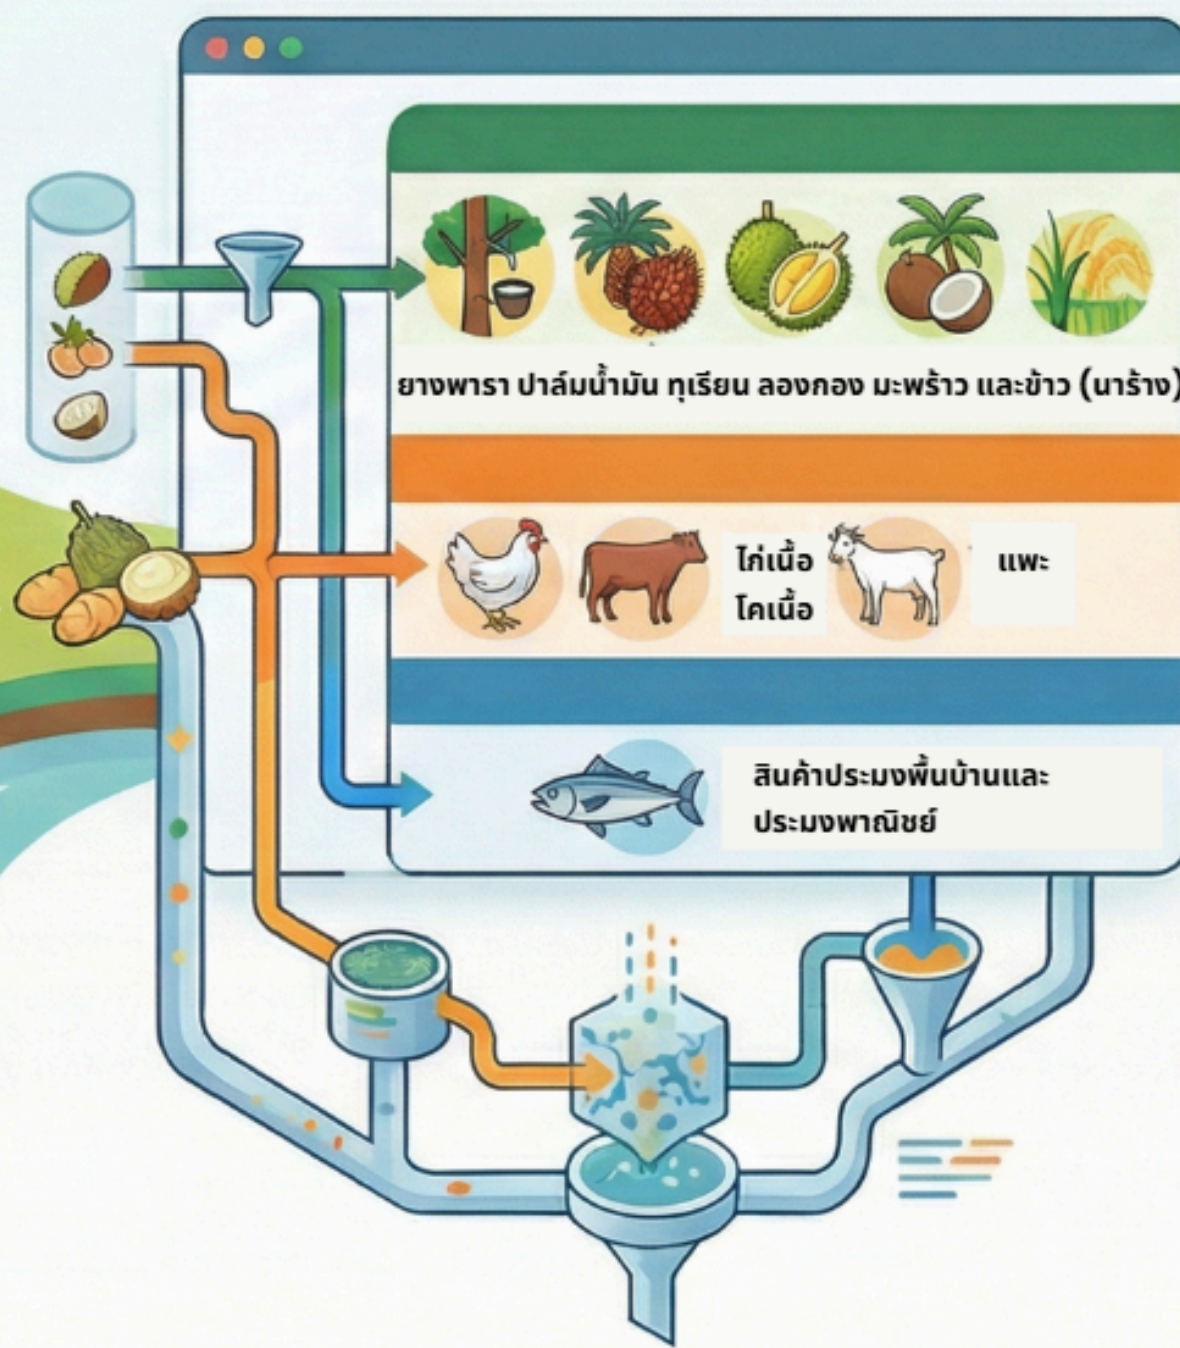 ยางพารา ปาล์มน้ำมัน ทุเรียน ลองกอง มะพร้าว และข้าว (นาร้าง)
ไก่เนื้อ
โคเนื้อ
แพะ
สินค้าประมงพื้นบ้านและ
ประมงพาณิชย์